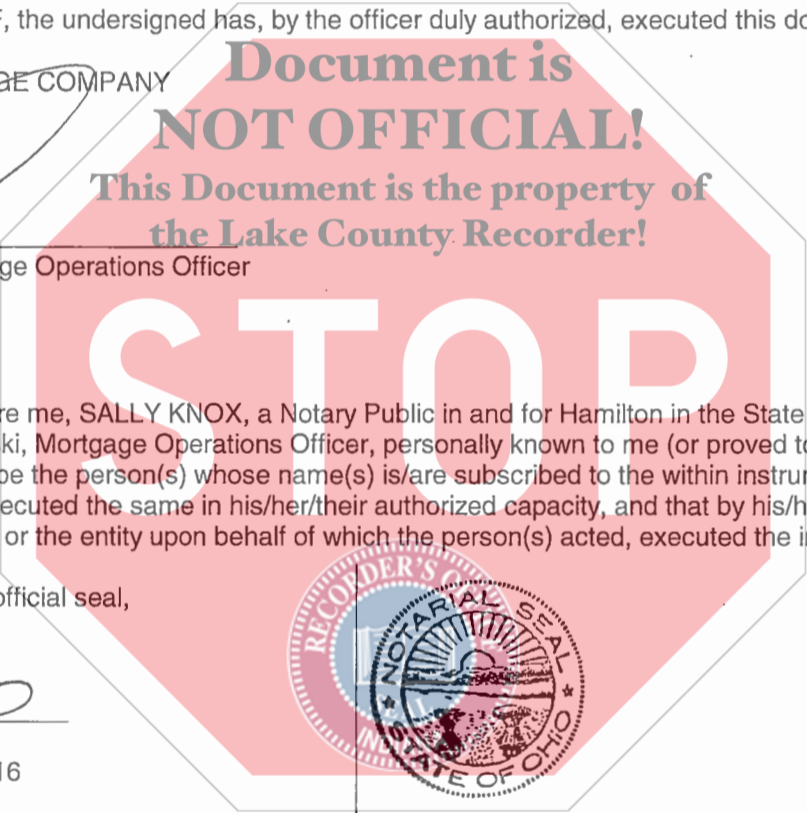 , the undersigned has, by the officer duly authorized, executed this do
GE COMPANY
Document is
NOT OFFICIAL!
This Document is the property of
the Lake County Recorder!
ge Operations Officer
STOP
re me, SALLY KNOX, a Notary Public in and for Hamilton in the State
ki, Mortgage Operations Officer, personally known to me (or proved to
be the person(s) whose name(s) is/are subscribed to the within instru
ecuted the same in his/her/their authorized capacity, and that by his/h
or the entity upon behalf of which the person(s) acted, executed the i
official seal,
RECORDER'S
SEAL
NOTARIAL SEAL
STATE OF OHIO
16